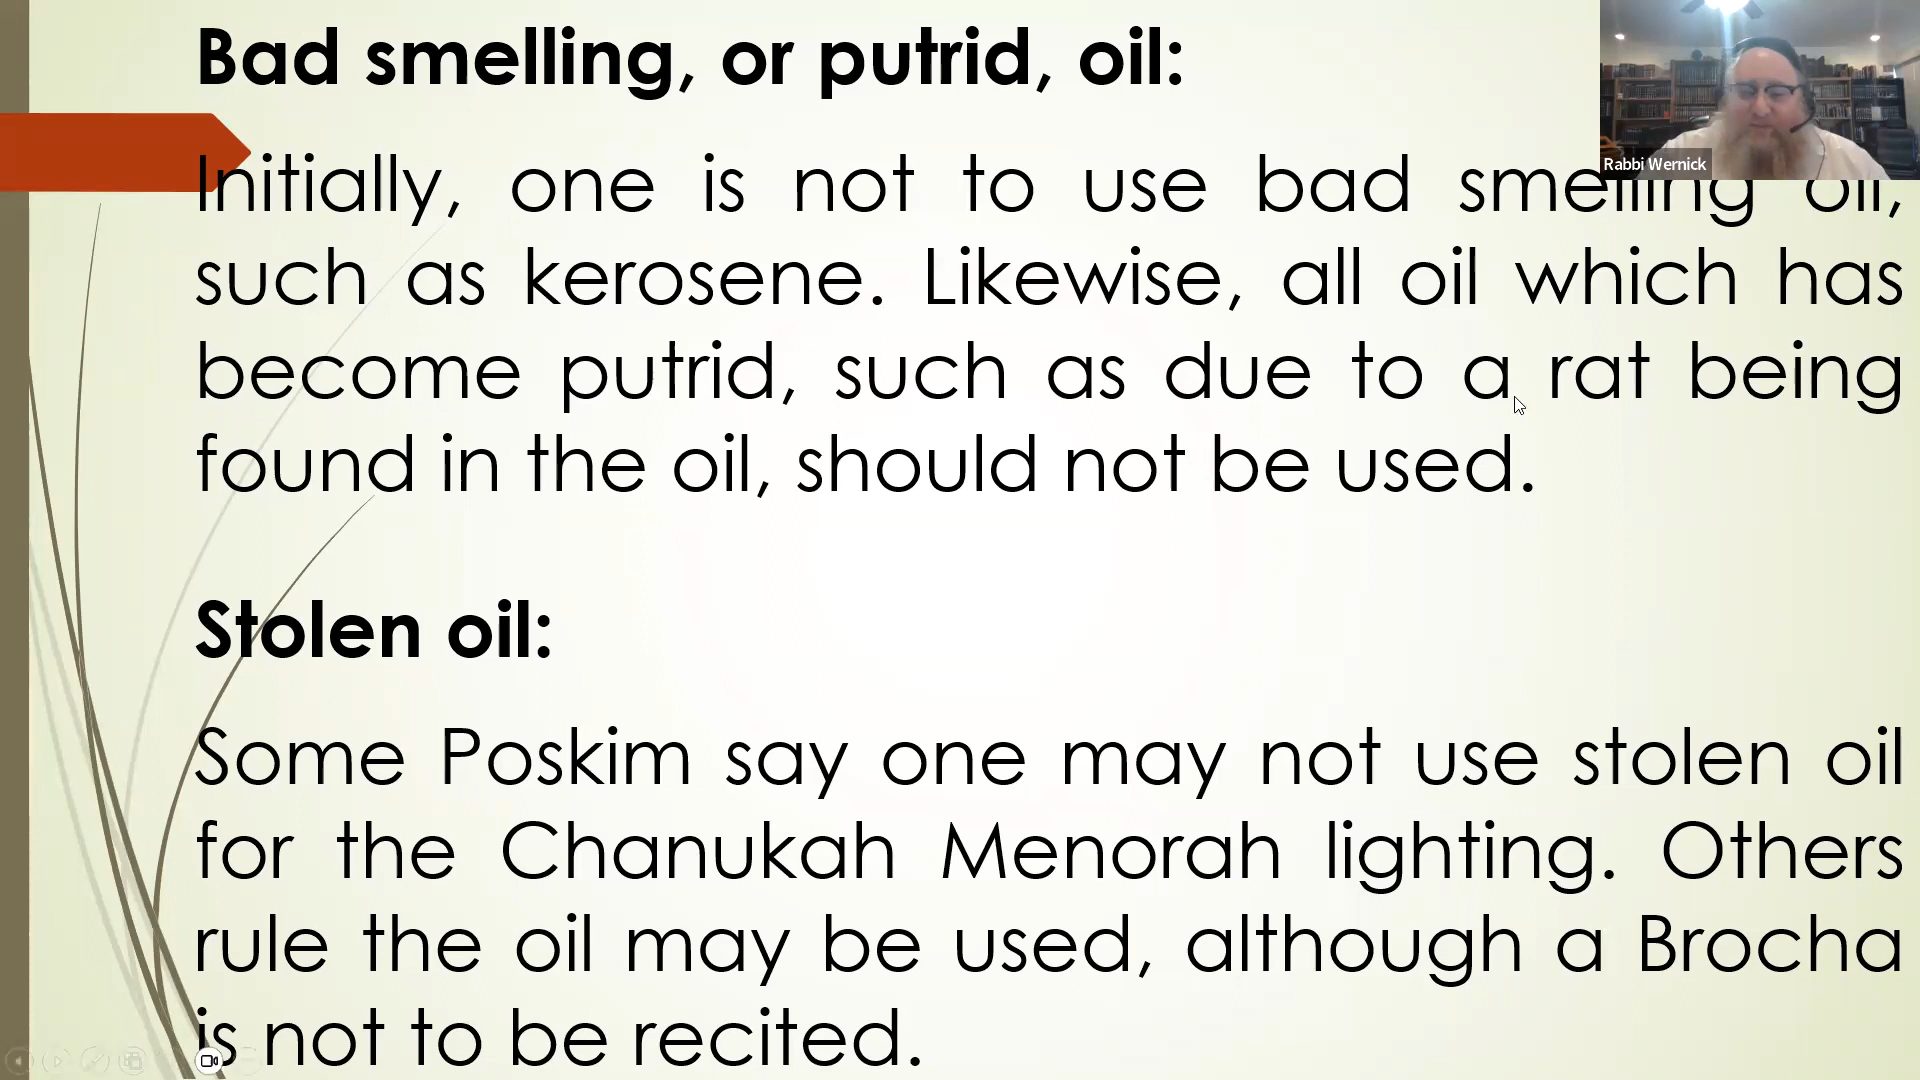 Bad smelling, or putrid, oil:
Rabbi Wernick
Initially, one is not to use bad smelling oil,
such as kerosene. Likewise, all oil which has
become putrid, such as due to a rat being
found in the oil, should not be used.
Stolen oil:
Some Poskim say one may not use stolen oil
for the Chanukah Menorah lighting. Others
rule the oil may be used, although a Brocha
is not to be recited.